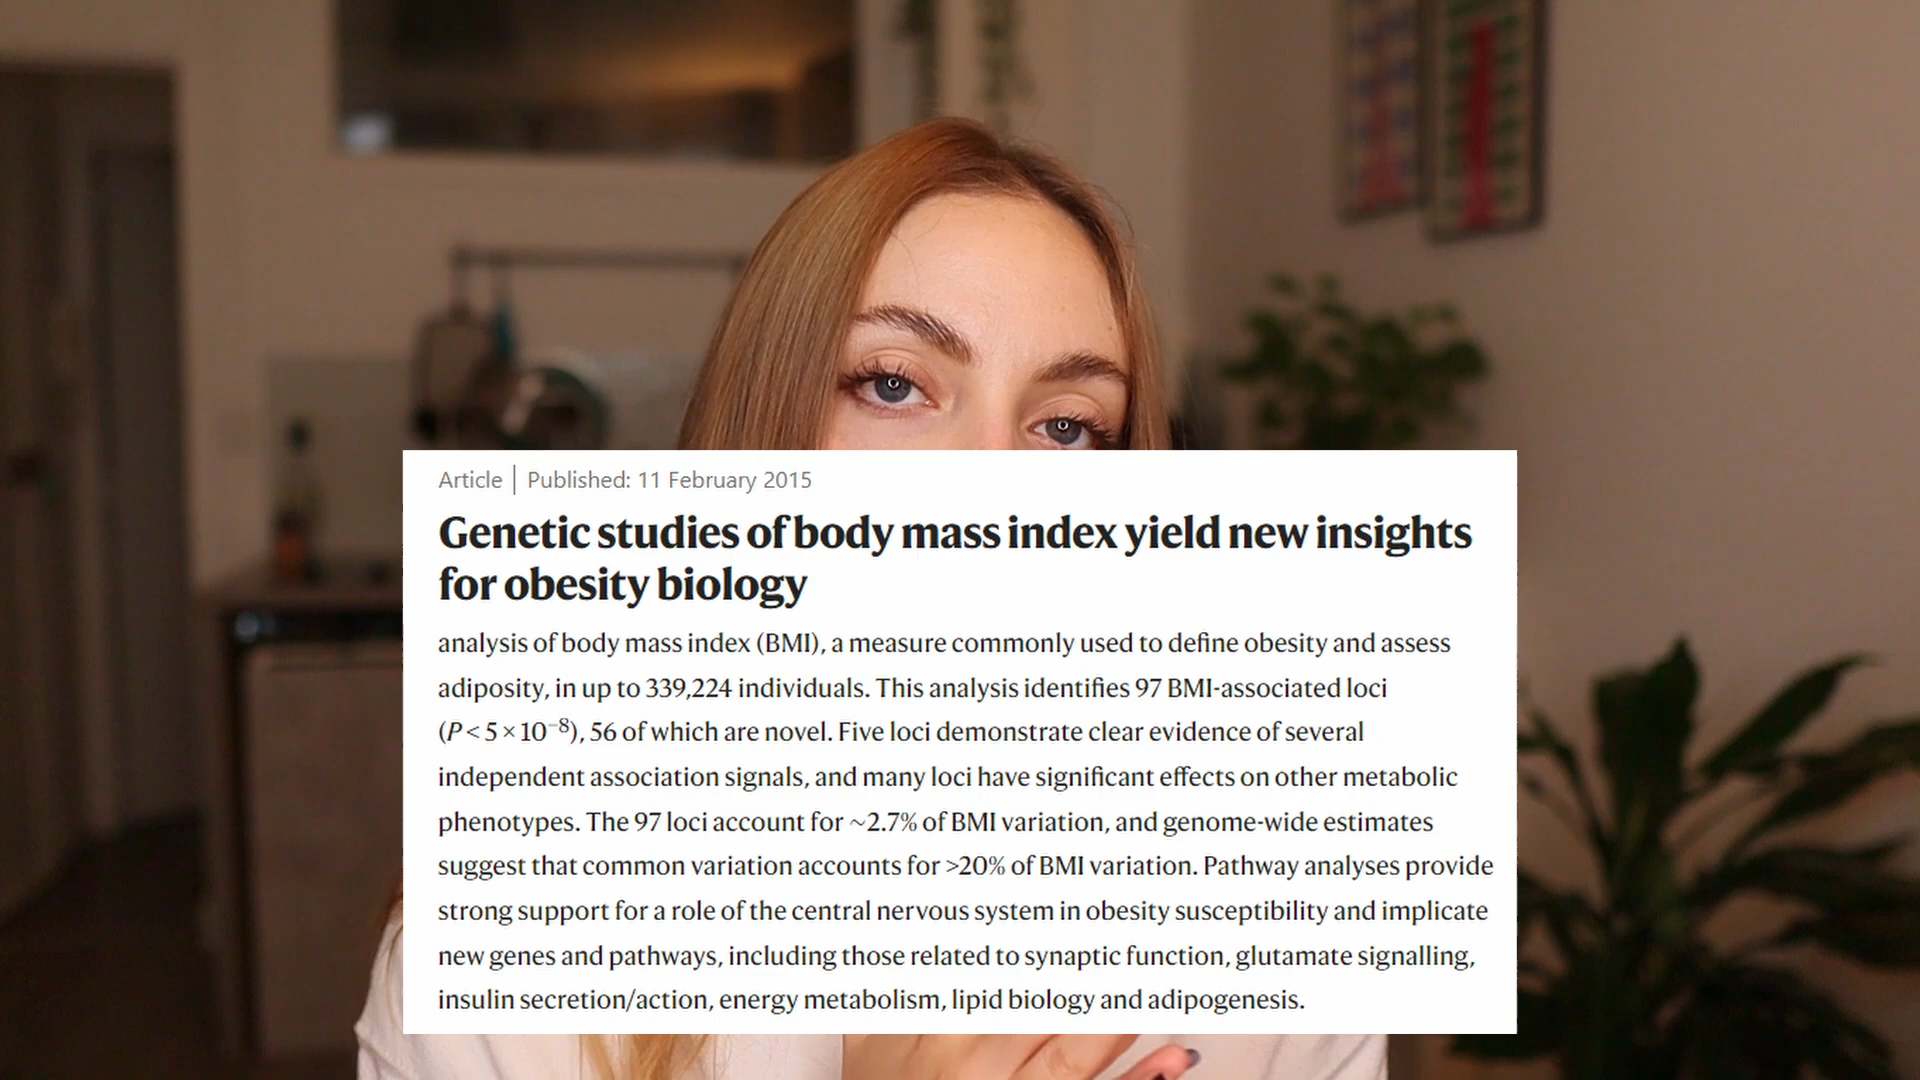 Article | Published: 11 February 2015
Genetic studies of body mass index yield new insights
for obesity biology
analysis of body mass index (BMI), a measure commonly used to define obesity and assess
adiposity, in up to 339,224 individuals. This analysis identifies 97 BMI-associated loci
(P < 5 × 10⁻⁸), 56 of which are novel. Five loci demonstrate clear evidence of several
independent association signals, and many loci have significant effects on other metabolic
phenotypes. The 97 loci account for ~2.7% of BMI variation, and genome-wide estimates
suggest that common variation accounts for >20% of BMI variation. Pathway analyses provide
strong support for a role of the central nervous system in obesity susceptibility and implicate
new genes and pathways, including those related to synaptic function, glutamate signalling,
insulin secretion/action, energy metabolism, lipid biology and adipogenesis.